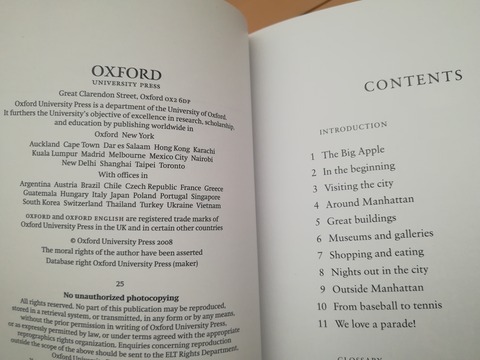 OXFORD
UNIVERSITY PRESS
Great Clarendon Street, Oxford OX2 6DP
Oxford University Press is a department of the University of Oxford.
It furthers the University's objective of excellence in research, scholarship,
and education by publishing worldwide in
Oxford New York
Auckland Cape Town Dar es Salaam Hong Kong Karachi
Kuala Lumpur Madrid Melbourne Mexico City Nairobi
New Delhi Shanghai Taipei Toronto
With offices in
Argentina Austria Brazil Chile Czech Republic France Greece
Guatemala Hungary Italy Japan Poland Portugal Singapore
South Korea Switzerland Thailand Turkey Ukraine Vietnam
OXFORD and OXFORD ENGLISH are registered trade marks of
Oxford University Press in the UK and in certain other countries
© Oxford University Press 2008
The moral rights of the author have been asserted
Database right Oxford University Press (maker)
25
No unauthorized photocopying
All rights reserved. No part of this publication may be reproduced,
stored in a retrieval system, or transmitted, in any form or by any means,
without the prior permission in writing of Oxford University Press,
or as expressly permitted by law, or under terms agreed with the appropriate
reprographics rights organization. Enquiries concerning reproduction
outside the scope of the above should be sent to the ELT Rights Department,
CONTENTS
INTRODUCTION
1 The Big Apple
2 In the beginning
3 Visiting the city
4 Around Manhattan
5 Great buildings
6 Museums and galleries
7 Shopping and eating
8 Nights out in the city
9 Outside Manhattan
10 From baseball to tennis
11 We love a parade!
GLOSSARY